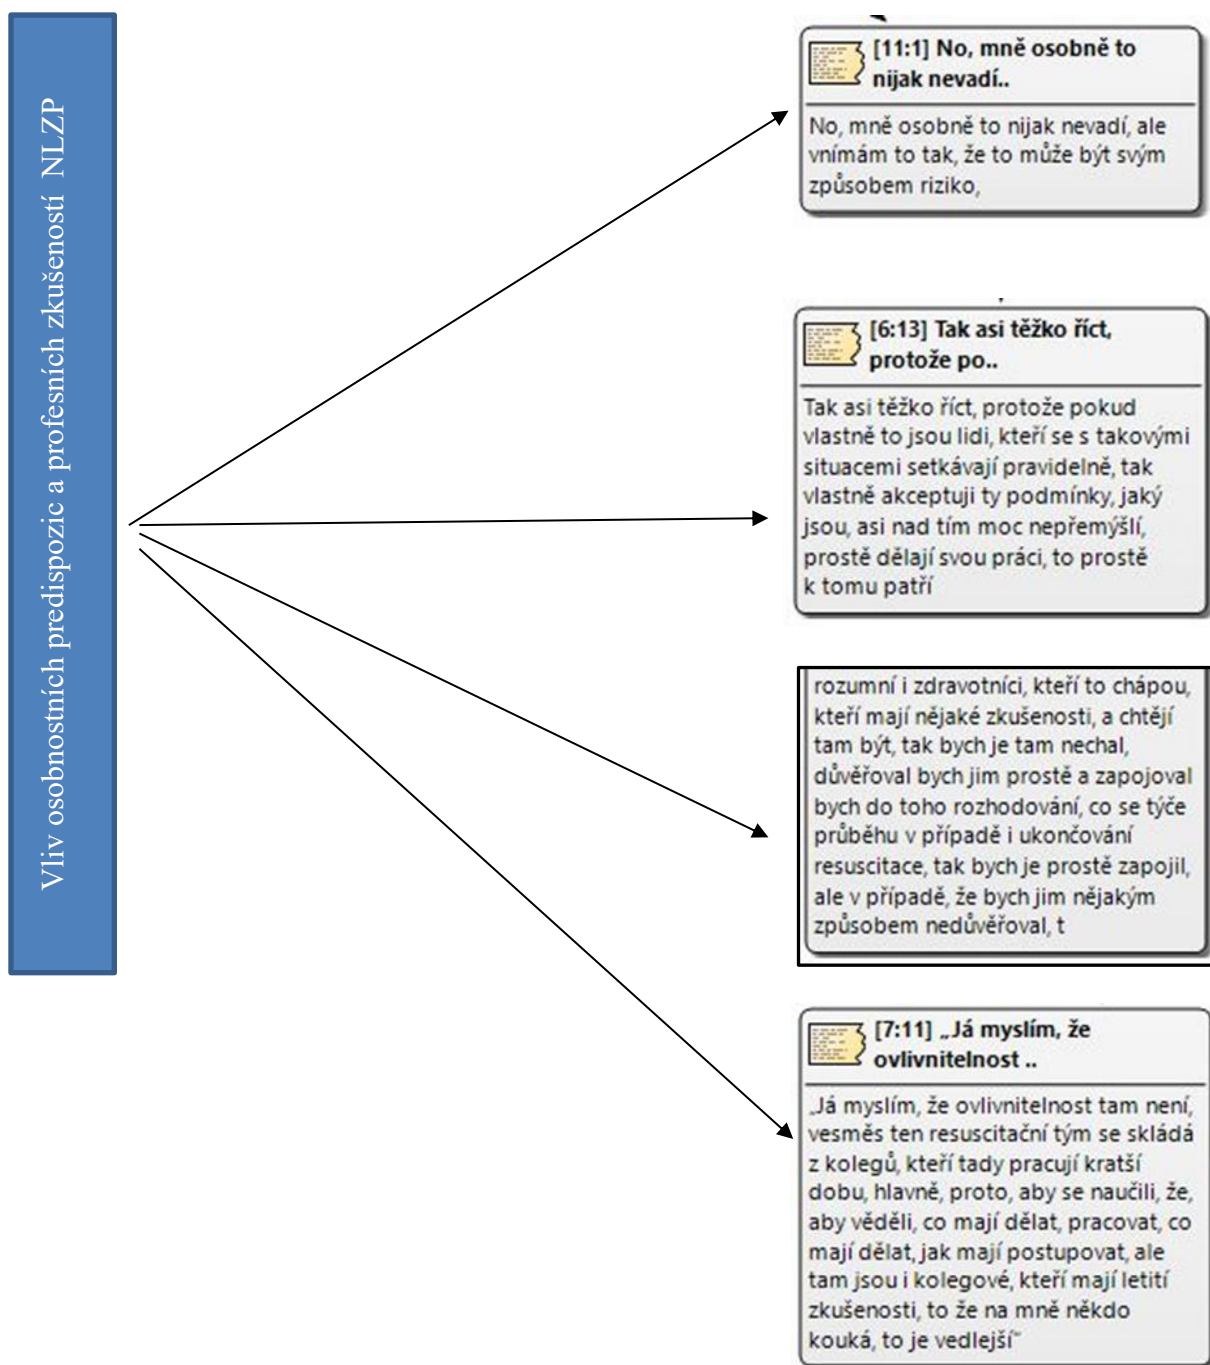 Vliv osobnostních predispozic a profesních zkušeností NLZP
[11:1] No, mně osobně to
nijak nevadí..
No, mně osobně to nijak nevadí, ale
vnímám to tak, že to může být svým
způsobem riziko,
[6:13] Tak asi těžko říct,
protože po..
Tak asi těžko říct, protože pokud
vlastně to jsou lidi, kteří se s takovými
situacemi setkávají pravidelně, tak
vlastně akceptuji ty podmínky, jaký
jsou, asi nad tím moc nepřemýšlí,
prostě dělají svou práci, to prostě
k tomu patří
rozumní i zdravotníci, kteří to chápou,
kteří mají nějaké zkušenosti, a chtějí
tam být, tak bych je tam nechal,
důvěřoval bych jim prostě a zapojoval
bych do toho rozhodování, co se týče
průběhu v případě i ukončování
resuscitace, tak bych je prostě zapojil,
ale v případě, že bych jim nějakým
způsobem nedůvěřoval, t
[7:11] „Já myslím, že
ovlivnitelnost ..
„Já myslím, že ovlivnitelnost tam není,
vesměs ten resuscitační tým se skládá
z kolegů, kteří tady pracují kratší
dobu, hlavně, proto, aby se naučili, že,
aby věděli, co mají dělat, pracovat, co
mají dělat, jak mají postupovat, ale
tam jsou i kolegové, kteří mají letití
zkušenosti, to že na mně někdo
kouká, to je vedlejší“